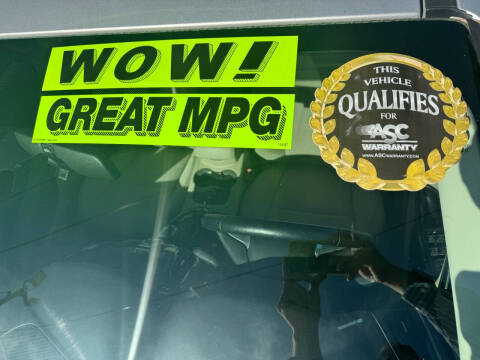 WOW!
GREAT MPG
THIS
VEHICLE
QUALIFIES
FOR
ASC
WARRANTY
WWW.ASCWARRANTY.COM